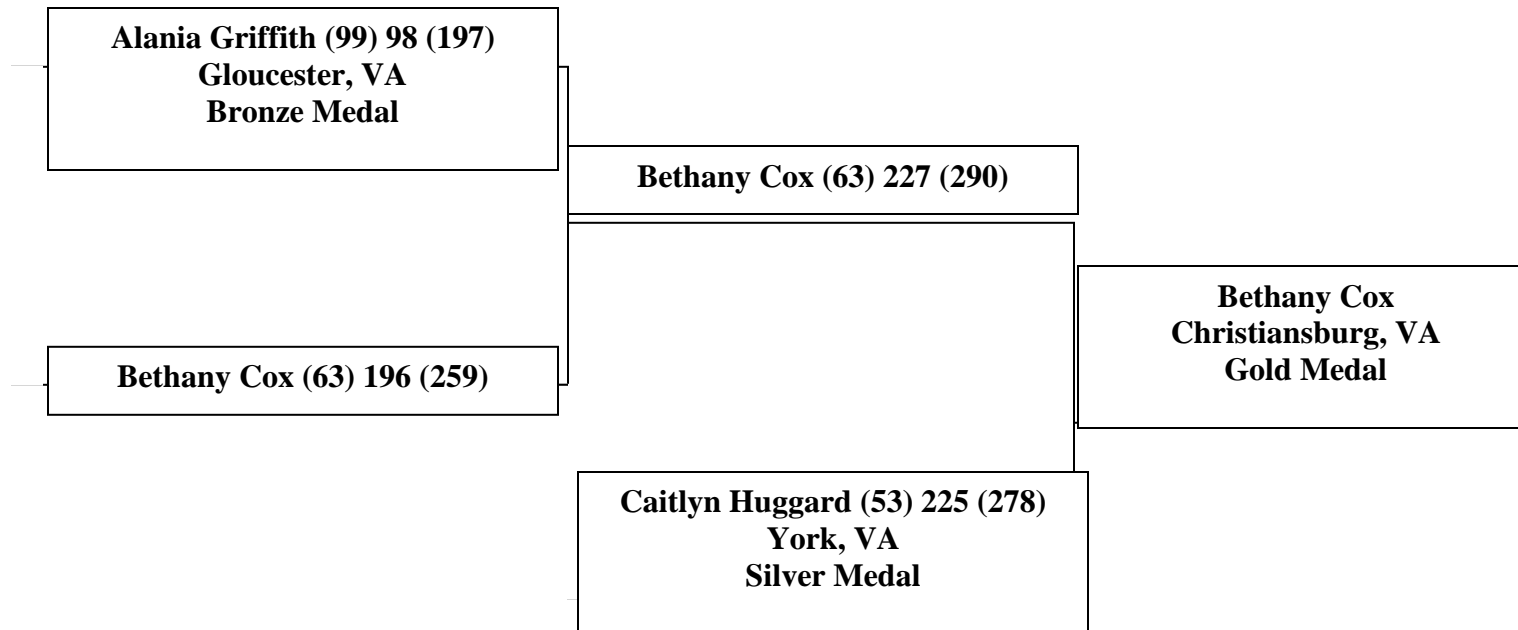 Alania Griffith (99) 98 (197)
Gloucester, VA
Bronze Medal
Bethany Cox (63) 227 (290)
Bethany Cox
Christiansburg, VA
Gold Medal
Bethany Cox (63) 196 (259)
Caitlyn Huggard (53) 225 (278)
York, VA
Silver Medal